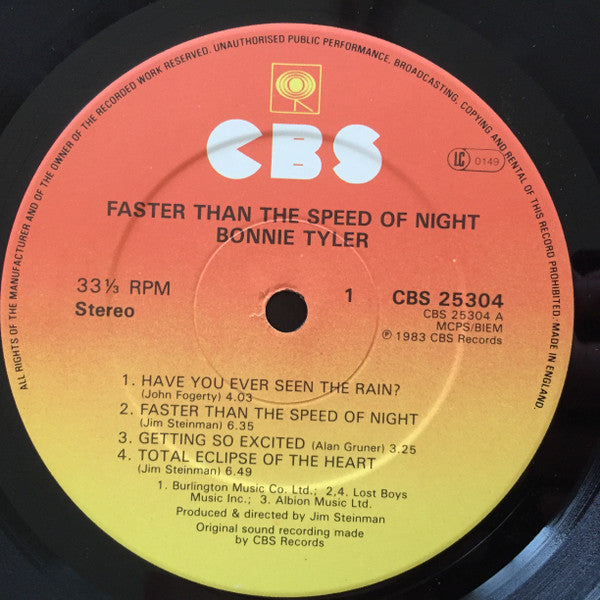 ALL RIGHTS OF THE MANUFACTURER AND OF THE OWNER OF THE RECORDED WORK RESERVED. UNAUTHORISED PUBLIC PERFORMANCE, BROADCASTING, COPYING AND RENTAL OF THIS RECORD PROHIBITED. MADE IN ENGLAND.
CBS
LC 0149
FASTER THAN THE SPEED OF NIGHT
BONNIE TYLER
33⅓ RPM
Stereo
1
CBS 25304
CBS 25304 A
MCPS/BIEM
℗ 1983 CBS Records
1. HAVE YOU EVER SEEN THE RAIN?
(John Fogerty) 4.03
2. FASTER THAN THE SPEED OF NIGHT
(Jim Steinman) 6.35
3. GETTING SO EXCITED (Alan Gruner) 3.25
4. TOTAL ECLIPSE OF THE HEART
(Jim Steinman) 6.49
1. Burlington Music Co. Ltd.; 2,4. Lost Boys
Music Inc.; 3. Albion Music Ltd.
Produced & directed by Jim Steinman
Original sound recording made
by CBS Records